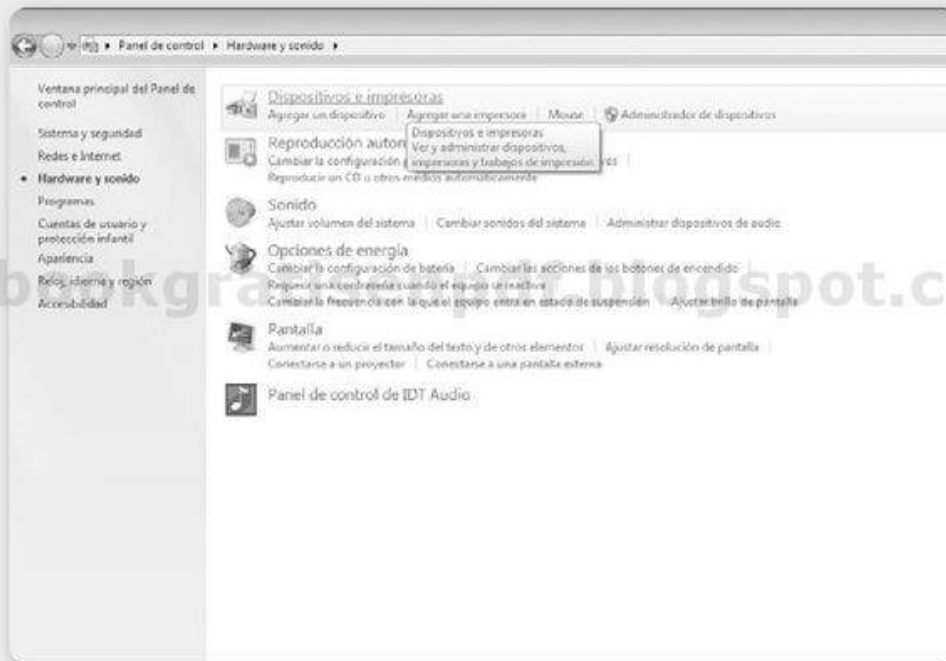 Panel de control ▸ Hardware y sonido ▸
Ventana principal del Panel de
control
Sistema y seguridad
Redes e Internet
Hardware y sonido
Programas
Cuentas de usuario y
protección infantil
Apariencia
Reloj, idioma y región
Accesibilidad
Dispositivos e impresoras
Agregar un dispositivo | Agregar una impresora | Mouse | Administrador de dispositivos
Dispositivos e impresoras
Ver y administrar dispositivos,
impresoras y trabajos de impresión.
Reproducción
Cambiar la configuración
Reproducir un CD u otros medios automáticamente
Sonido
Ajustar volumen del sistema | Cambiar sonidos del sistema | Administrar dispositivos de audio
Opciones de energía
Cambiar la configuración de batería | Cambiar las acciones de los botones de encendido
Requerir una contraseña cuando el equipo se reactiva
Cambiar la frecuencia con la que el equipo entra en estado de suspensión | Ajustar brillo de pantalla
Pantalla
Aumentar o reducir el tamaño del texto y de otros elementos | Ajustar resolución de pantalla
Conectarse a un proyector | Conectarse a una pantalla externa
Panel de control de IDT Audio
blogspot.c